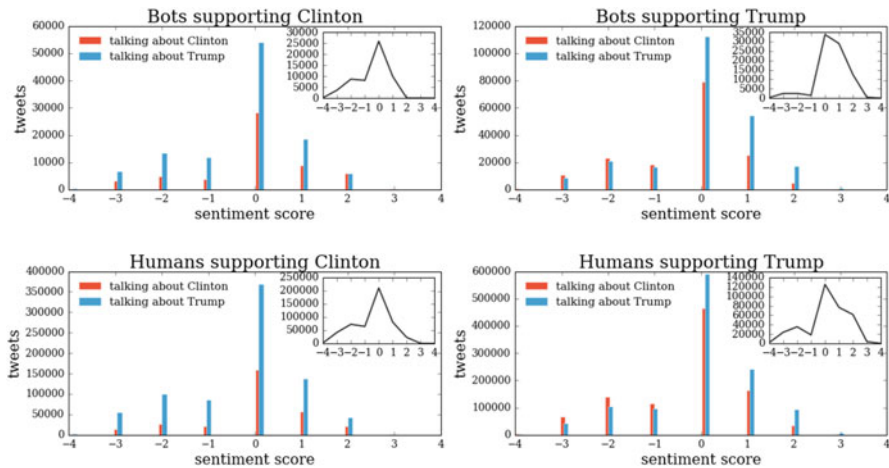 Bots supporting Clinton
60000
50000
40000
30000
20000
10000
0
tweets
talking about Clinton
talking about Trump
30000
25000
20000
15000
10000
5000
0
−4−3−2−1 0 1 2 3 4
−4 −3 −2 −1 0 1 2 3 4
sentiment score
Bots supporting Trump
120000
100000
80000
60000
40000
20000
0
tweets
talking about Clinton
talking about Trump
35000
30000
25000
20000
15000
10000
5000
0
−4−3−2−1 0 1 2 3 4
−4 −3 −2 −1 0 1 2 3 4
sentiment score
Humans supporting Clinton
400000
350000
300000
250000
200000
150000
100000
50000
0
tweets
talking about Clinton
talking about Trump
250000
200000
150000
100000
50000
0
−4−3−2−1 0 1 2 3 4
−4 −3 −2 −1 0 1 2 3 4
sentiment score
Humans supporting Trump
600000
500000
400000
300000
200000
100000
0
tweets
talking about Clinton
talking about Trump
140000
120000
100000
80000
60000
40000
20000
0
−4−3−2−1 0 1 2 3 4
−4 −3 −2 −1 0 1 2 3 4
sentiment score